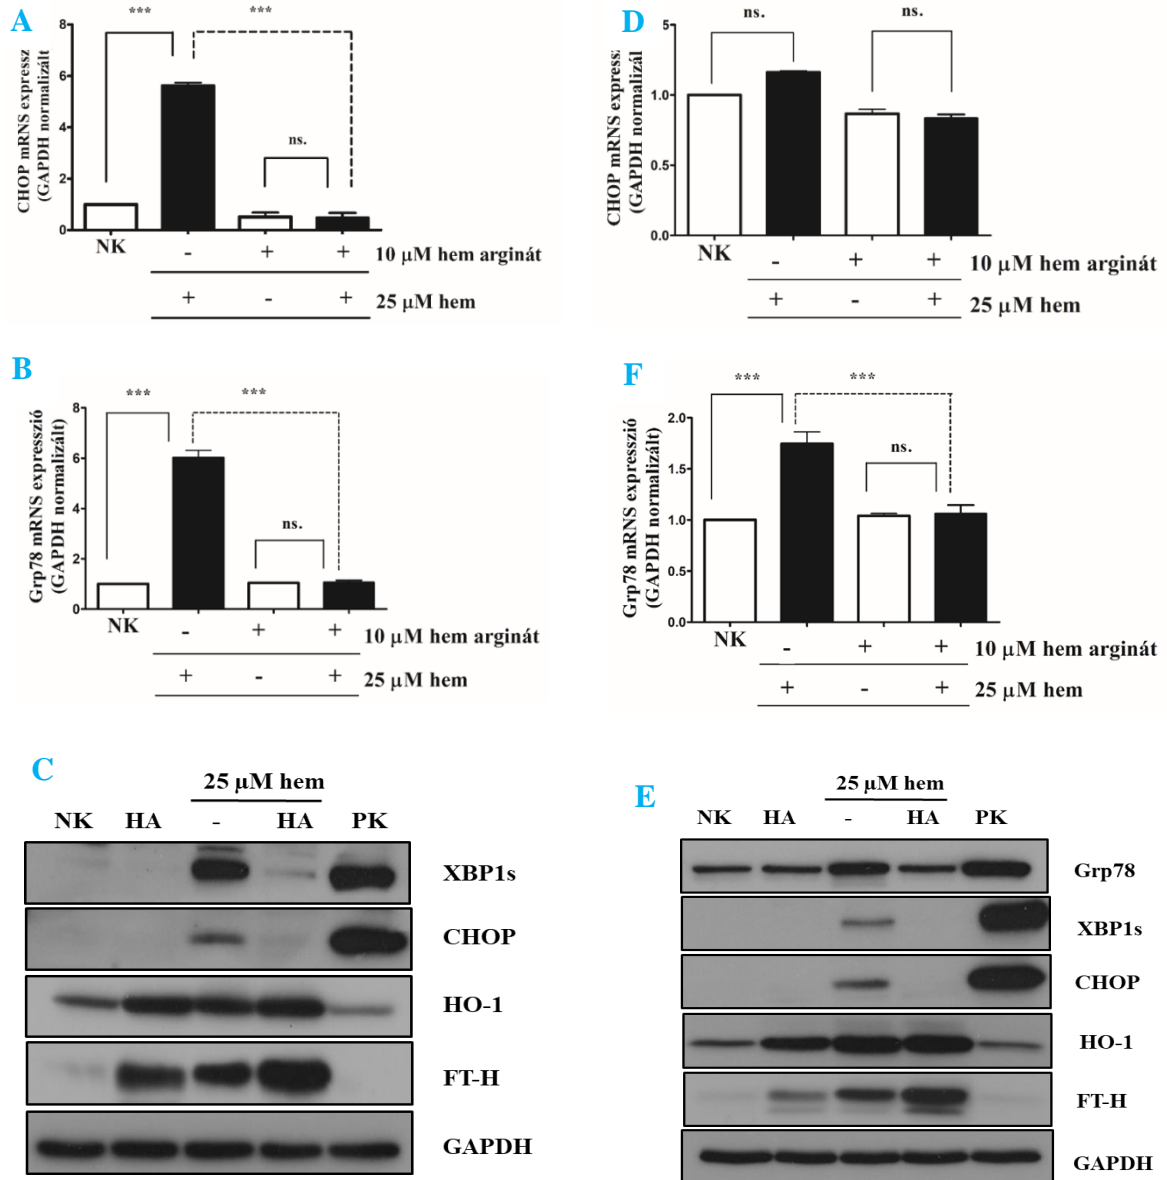 A
***
***
8
6
4
2
0
CHOP mRNS expressz
(GAPDH normalizált
ns.
NK
- + + 10 μM hem arginát
+ - + 25 μM hem
D
ns.
ns.
5
1.0
0.5
0.0
CHOP mRNS express:
(GAPDH normalizál
NK
- + + 10 μM hem arginát
+ - + 25 μM hem
B
***
***
8
6
4
2
0
Grp78 mRNS expresszió
(GAPDH normalizált)
ns.
NK
- + + 10 μM hem arginát
+ - + 25 μM hem
F
***
***
2.0
1.5
1.0
0.5
0.0
Grp78 mRNS expresszió
(GAPDH normalizált)
ns.
NK
- + + 10 μM hem arginát
+ - + 25 μM hem
C
25 μM hem
NK HA - HA PK
XBP1s
CHOP
HO-1
FT-H
GAPDH
E
25 μM hem
NK HA - HA PK
Grp78
XBP1s
CHOP
HO-1
FT-H
GAPDH